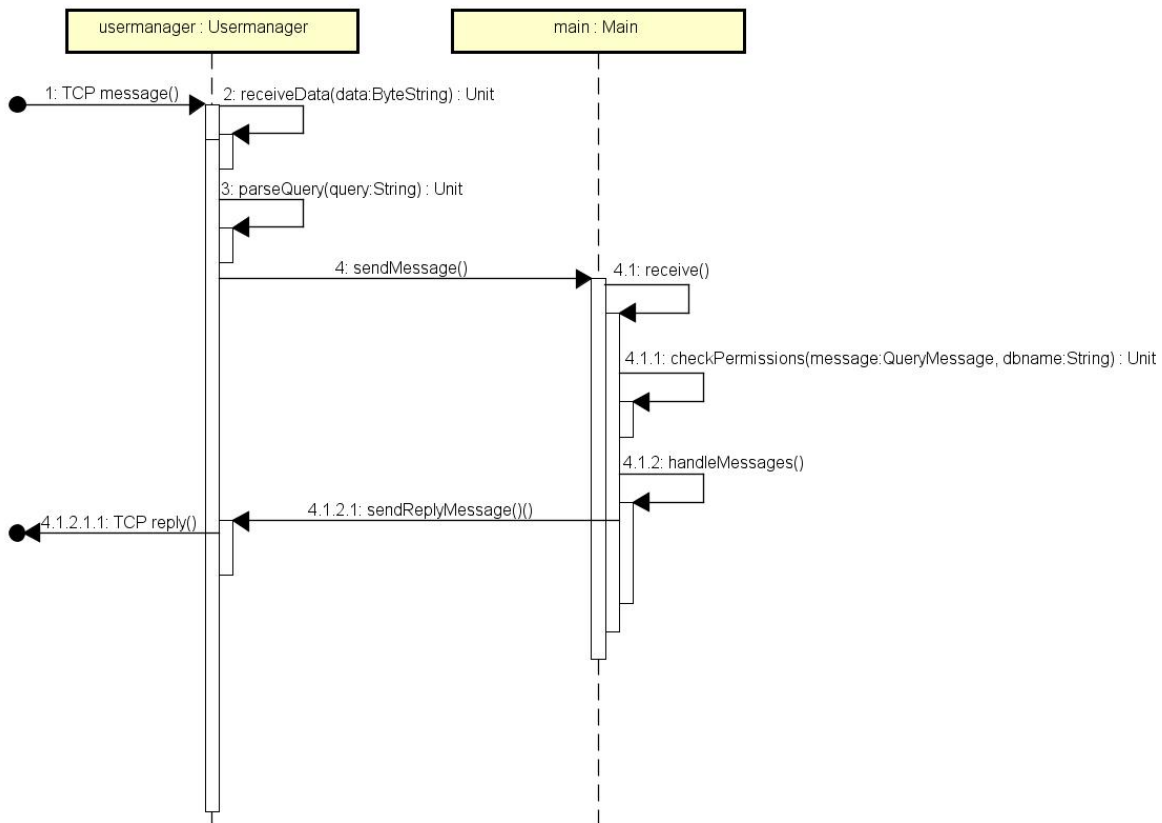 usermanager : Usermanager
main : Main
1: TCP message()
2: receiveData(data:ByteString) : Unit
3: parseQuery(query:String) : Unit
4: sendMessage()
4.1: receive()
4.1.1: checkPermissions(message:QueryMessage, dbname:String) : Unit
4.1.2: handleMessages()
4.1.2.1: sendReplyMessage()()
4.1.2.1.1: TCP reply()